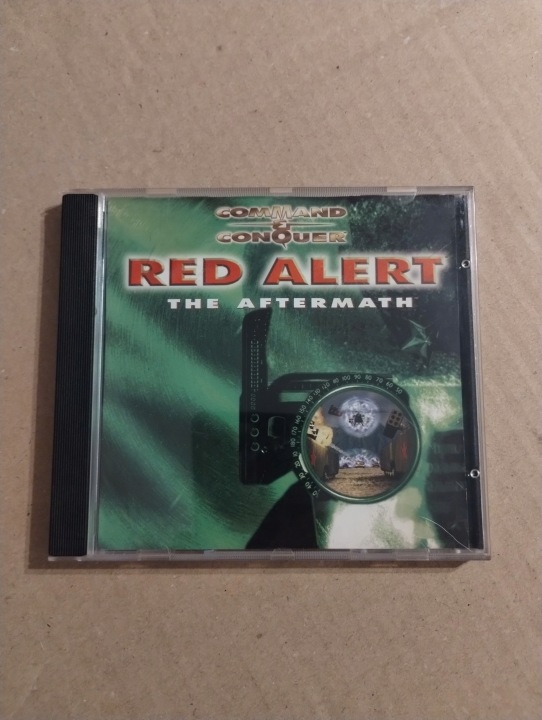 COMMAND
&
CONQUER
RED ALERT
THE AFTERMATH